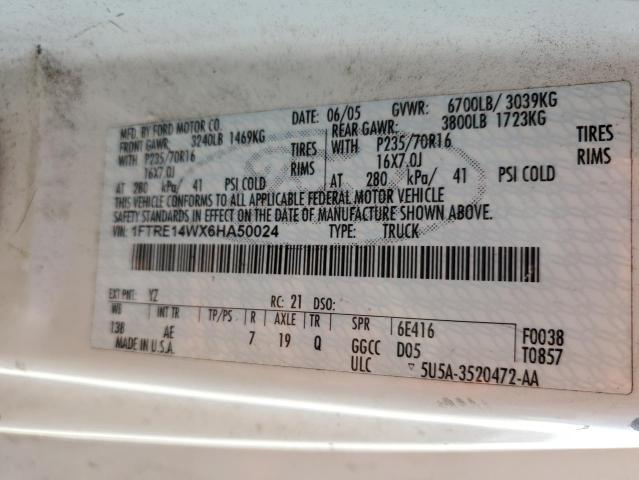 MFD. BY FORD MOTOR CO.
DATE: 06/05 GVWR: 6700LB/ 3039KG
FRONT GAWR: 3240LB 1469KG
REAR GAWR: 3800LB 1723KG
WITH P235/70R16 TIRES
WITH P235/70R16 TIRES
16X7.0J RIMS
16X7.0J RIMS
AT 280 kPa/ 41 PSI COLD
AT 280 kPa/ 41 PSI COLD
THIS VEHICLE CONFORMS TO ALL APPLICABLE FEDERAL MOTOR VEHICLE
SAFETY STANDARDS IN EFFECT ON THE DATE OF MANUFACTURE SHOWN ABOVE.
VIN: 1FTRE14WX6HA50024 TYPE: TRUCK
EXT PNT: YZ RC: 21 DSO:
WB INT TR TP/PS R AXLE TR SPR 6E416 F0038
138 AE 7 19 Q GGCC D05 T0857
MADE IN U.S.A. ULC ▽ 5U5A-3520472-AA